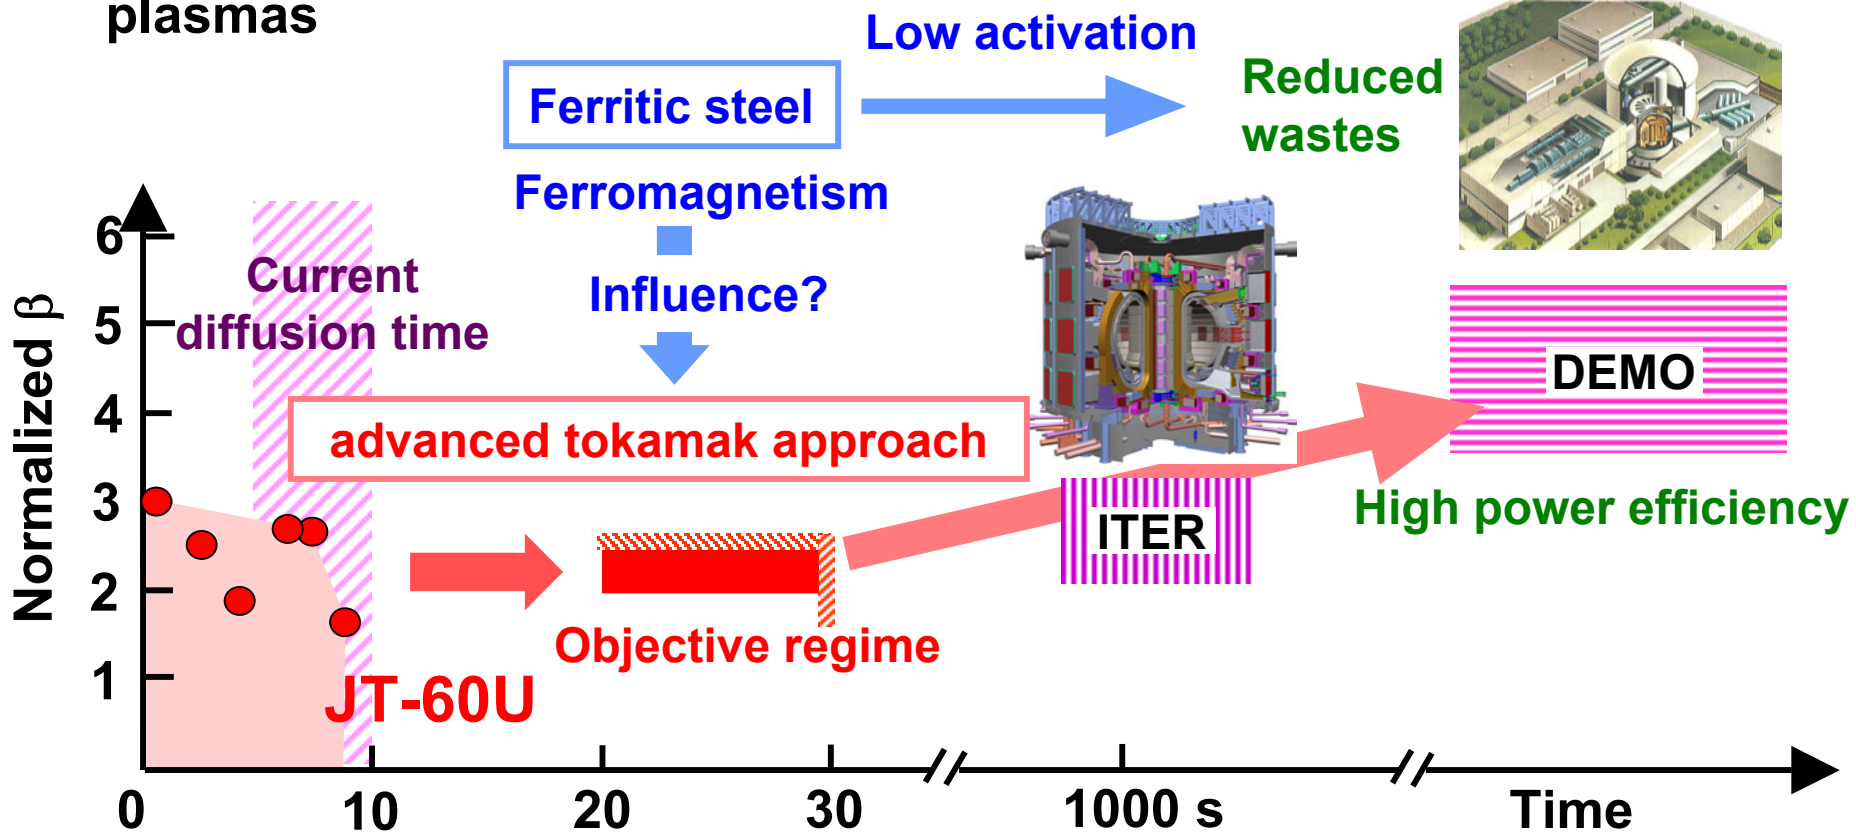 plasmas
Low activation
Ferritic steel
Reduced
wastes
Ferromagnetism
Influence?
Current
diffusion time
Normalized β
6
5
4
3
2
1
advanced tokamak approach
DEMO
High power efficiency
ITER
Objective regime
JT-60U
0 10 20 30 1000 s Time